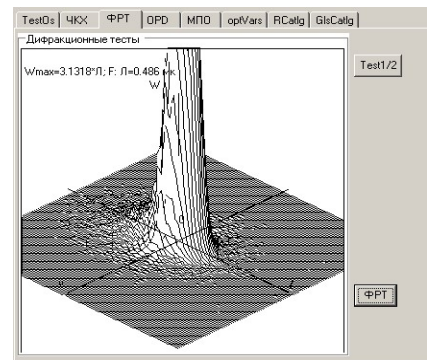 TestOs ЧКХ ФРТ OPD МПО optVars RCatlg GlsCatlg
Дифракционные тесты
Wmax=3.1318*Л; F: Л=0.486 мк
W
Test1/2
ФРТ